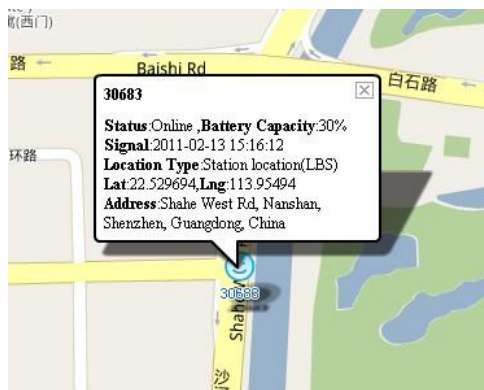 寓(西门)
路
Baishi Rd
白石路
环路
30683
Status:Online ,Battery Capacity:30%
Signal:2011-02-13 15:16:12
Location Type:Station location(LBS)
Lat:22.529694,Lng:113.95494
Address:Shahe West Rd, Nanshan,
Shenzhen, Guangdong, China
30683
Shahe
沙